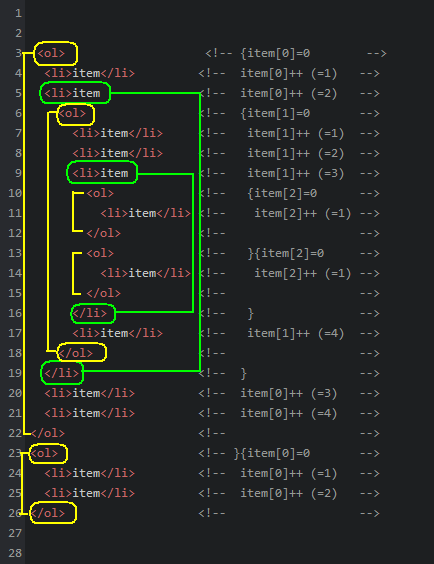 1
2
3 <ol> <!-- {item[0]=0 -->
4 <li>item</li> <!-- item[0]++ (=1) -->
5 <li>item <!-- item[0]++ (=2) -->
6 <ol> <!-- {item[1]=0 -->
7 <li>item</li> <!-- item[1]++ (=1) -->
8 <li>item</li> <!-- item[1]++ (=2) -->
9 <li>item <!-- item[1]++ (=3) -->
10 <ol> <!-- {item[2]=0 -->
11 <li>item</li> <!-- item[2]++ (=1) -->
12 </ol> <!-- -->
13 <ol> <!-- }{item[2]=0 -->
14 <li>item</li> <!-- item[2]++ (=1) -->
15 </ol> <!-- -->
16 </li> <!-- } -->
17 <li>item</li> <!-- item[1]++ (=4) -->
18 </ol> <!-- -->
19 </li> <!-- } -->
20 <li>item</li> <!-- item[0]++ (=3) -->
21 <li>item</li> <!-- item[0]++ (=4) -->
22 </ol> <!-- -->
23 <ol> <!-- }{item[0]=0 -->
24 <li>item</li> <!-- item[0]++ (=1) -->
25 <li>item</li> <!-- item[0]++ (=2) -->
26 </ol> <!-- -->
27
28